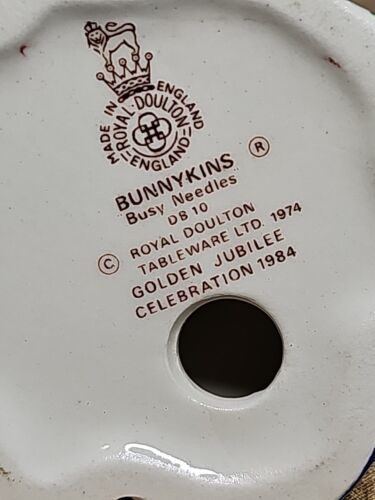 MADE IN ENGLAND
ROYAL·DOULTON
ENGLAND
BUNNYKINS ®
"Busy Needles"
DB 10
© ROYAL DOULTON
TABLEWARE LTD. 1974
GOLDEN JUBILEE
CELEBRATION 1984